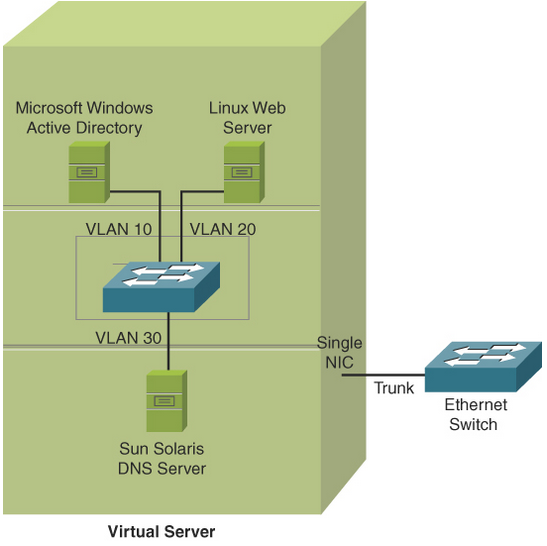 Microsoft Windows
Active Directory
Linux Web
Server
VLAN 10
VLAN 20
VLAN 30
Single
NIC
Trunk
Ethernet
Switch
Sun Solaris
DNS Server
Virtual Server